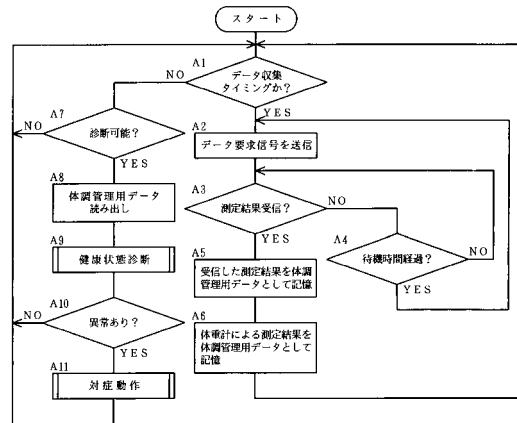 スタート
A1
データ収集
タイミングか？
NO
YES
A7
診断可能？
NO
YES
A2
データ要求信号を送信
A8
体調管理用データ
読み出し
A3
測定結果受信？
NO
YES
A4
待機時間経過？
NO
YES
A9
健康状態診断
A5
受信した測定結果を体調
管理用データとして記憶
A10
異常あり？
NO
YES
A6
体重計による測定結果を
体調管理用データとして
記憶
A11
対症動作